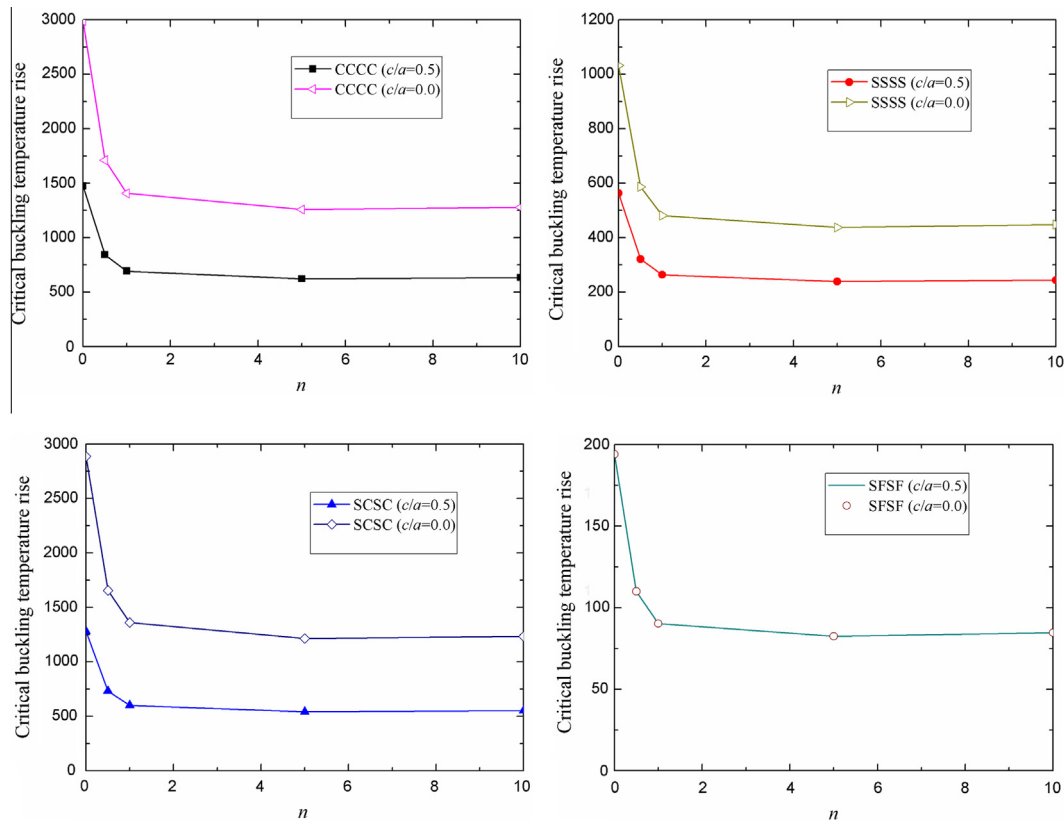 Critical buckling temperature rise
3000
2500
2000
1500
1000
500
0
CCCC (c/a=0.5)
CCCC (c/a=0.0)
0 2 4 6 8 10
n
Critical buckling temperature rise
1200
1000
800
600
400
200
0
SSSS (c/a=0.5)
SSSS (c/a=0.0)
0 2 4 6 8 10
n
Critical buckling temperature rise
3000
2500
2000
1500
1000
500
0
SCSC (c/a=0.5)
SCSC (c/a=0.0)
0 2 4 6 8 10
n
Critical buckling temperature rise
200
150
100
50
0
SFSF (c/a=0.5)
SFSF (c/a=0.0)
0 2 4 6 8 10
n